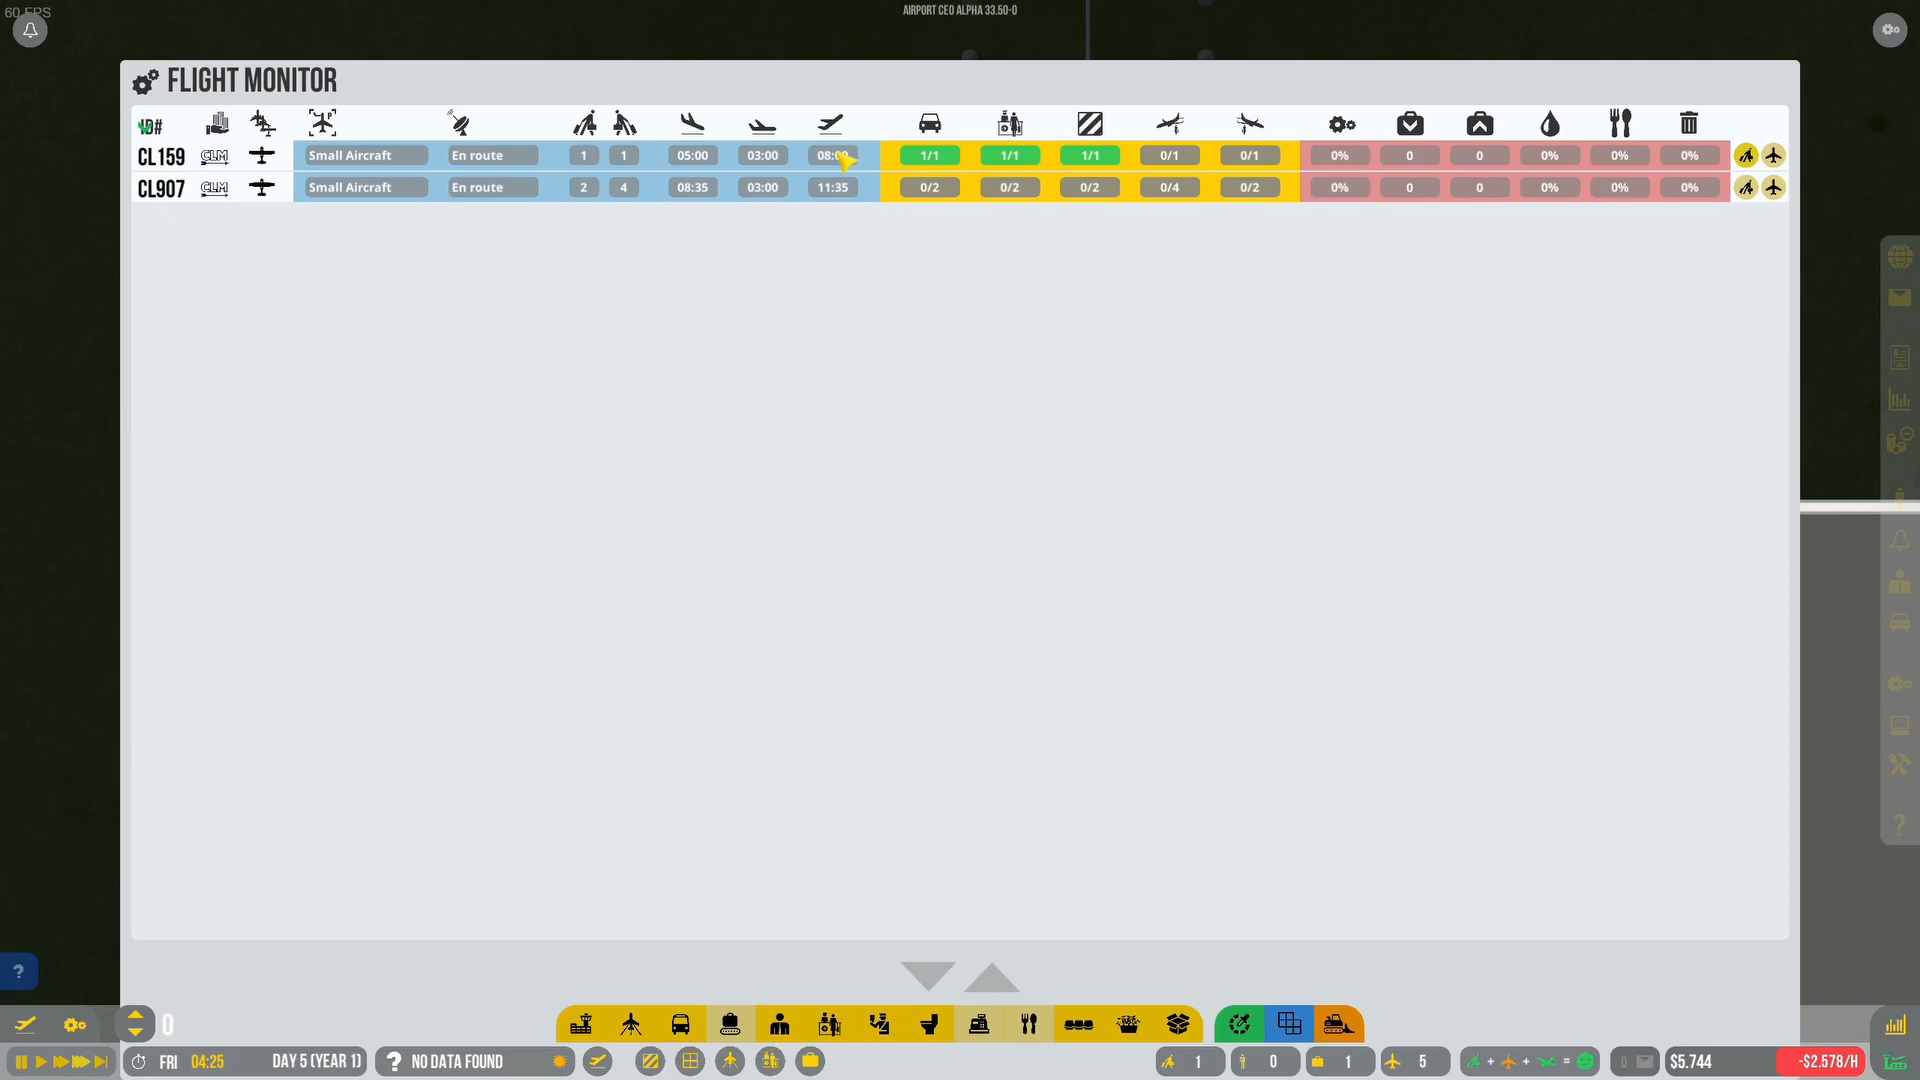 60 FPS
AIRPORT CEO ALPHA 33.50-0
FLIGHT MONITOR
ID#
CL159 CLM Small Aircraft En route 1 1 05:00 03:00 08:00 1/1 1/1 1/1 0/1 0/1 0% 0 0 0% 0% 0%
CL907 CLM Small Aircraft En route 2 4 08:35 03:00 11:35 0/2 0/2 0/2 0/4 0/2 0% 0 0 0% 0% 0%
?
?
0
FRI 04:25 DAY 5 (YEAR 1) ? NO DATA FOUND 1 0 1 5 + + = 0 $5.744 -$2.578/H